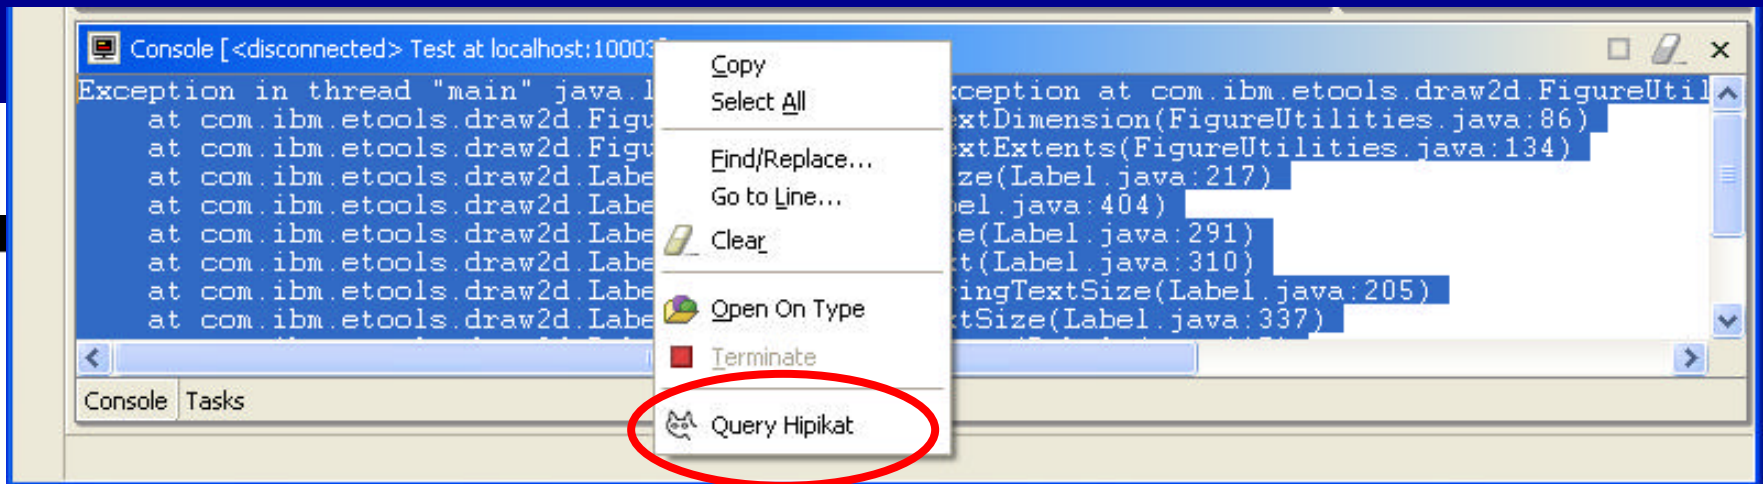 Console [<disconnected> Test at localhost:10003
Exception in thread "main" java.l
xception at com.ibm.etools.draw2d.FigureUtil
at com.ibm.etools.draw2d.Figu
extDimension(FigureUtilities.java:86)
at com.ibm.etools.draw2d.Figu
extExtents(FigureUtilities.java:134)
at com.ibm.etools.draw2d.Labe
ze(Label.java:217)
at com.ibm.etools.draw2d.Labe
el.java:404)
at com.ibm.etools.draw2d.Labe
e(Label.java:291)
at com.ibm.etools.draw2d.Labe
t(Label.java:310)
at com.ibm.etools.draw2d.Labe
ingTextSize(Label.java:205)
at com.ibm.etools.draw2d.Labe
tSize(Label.java:337)
Copy
Select All
Find/Replace...
Go to Line...
Clear
Open On Type
Terminate
Query Hipikat
Console Tasks